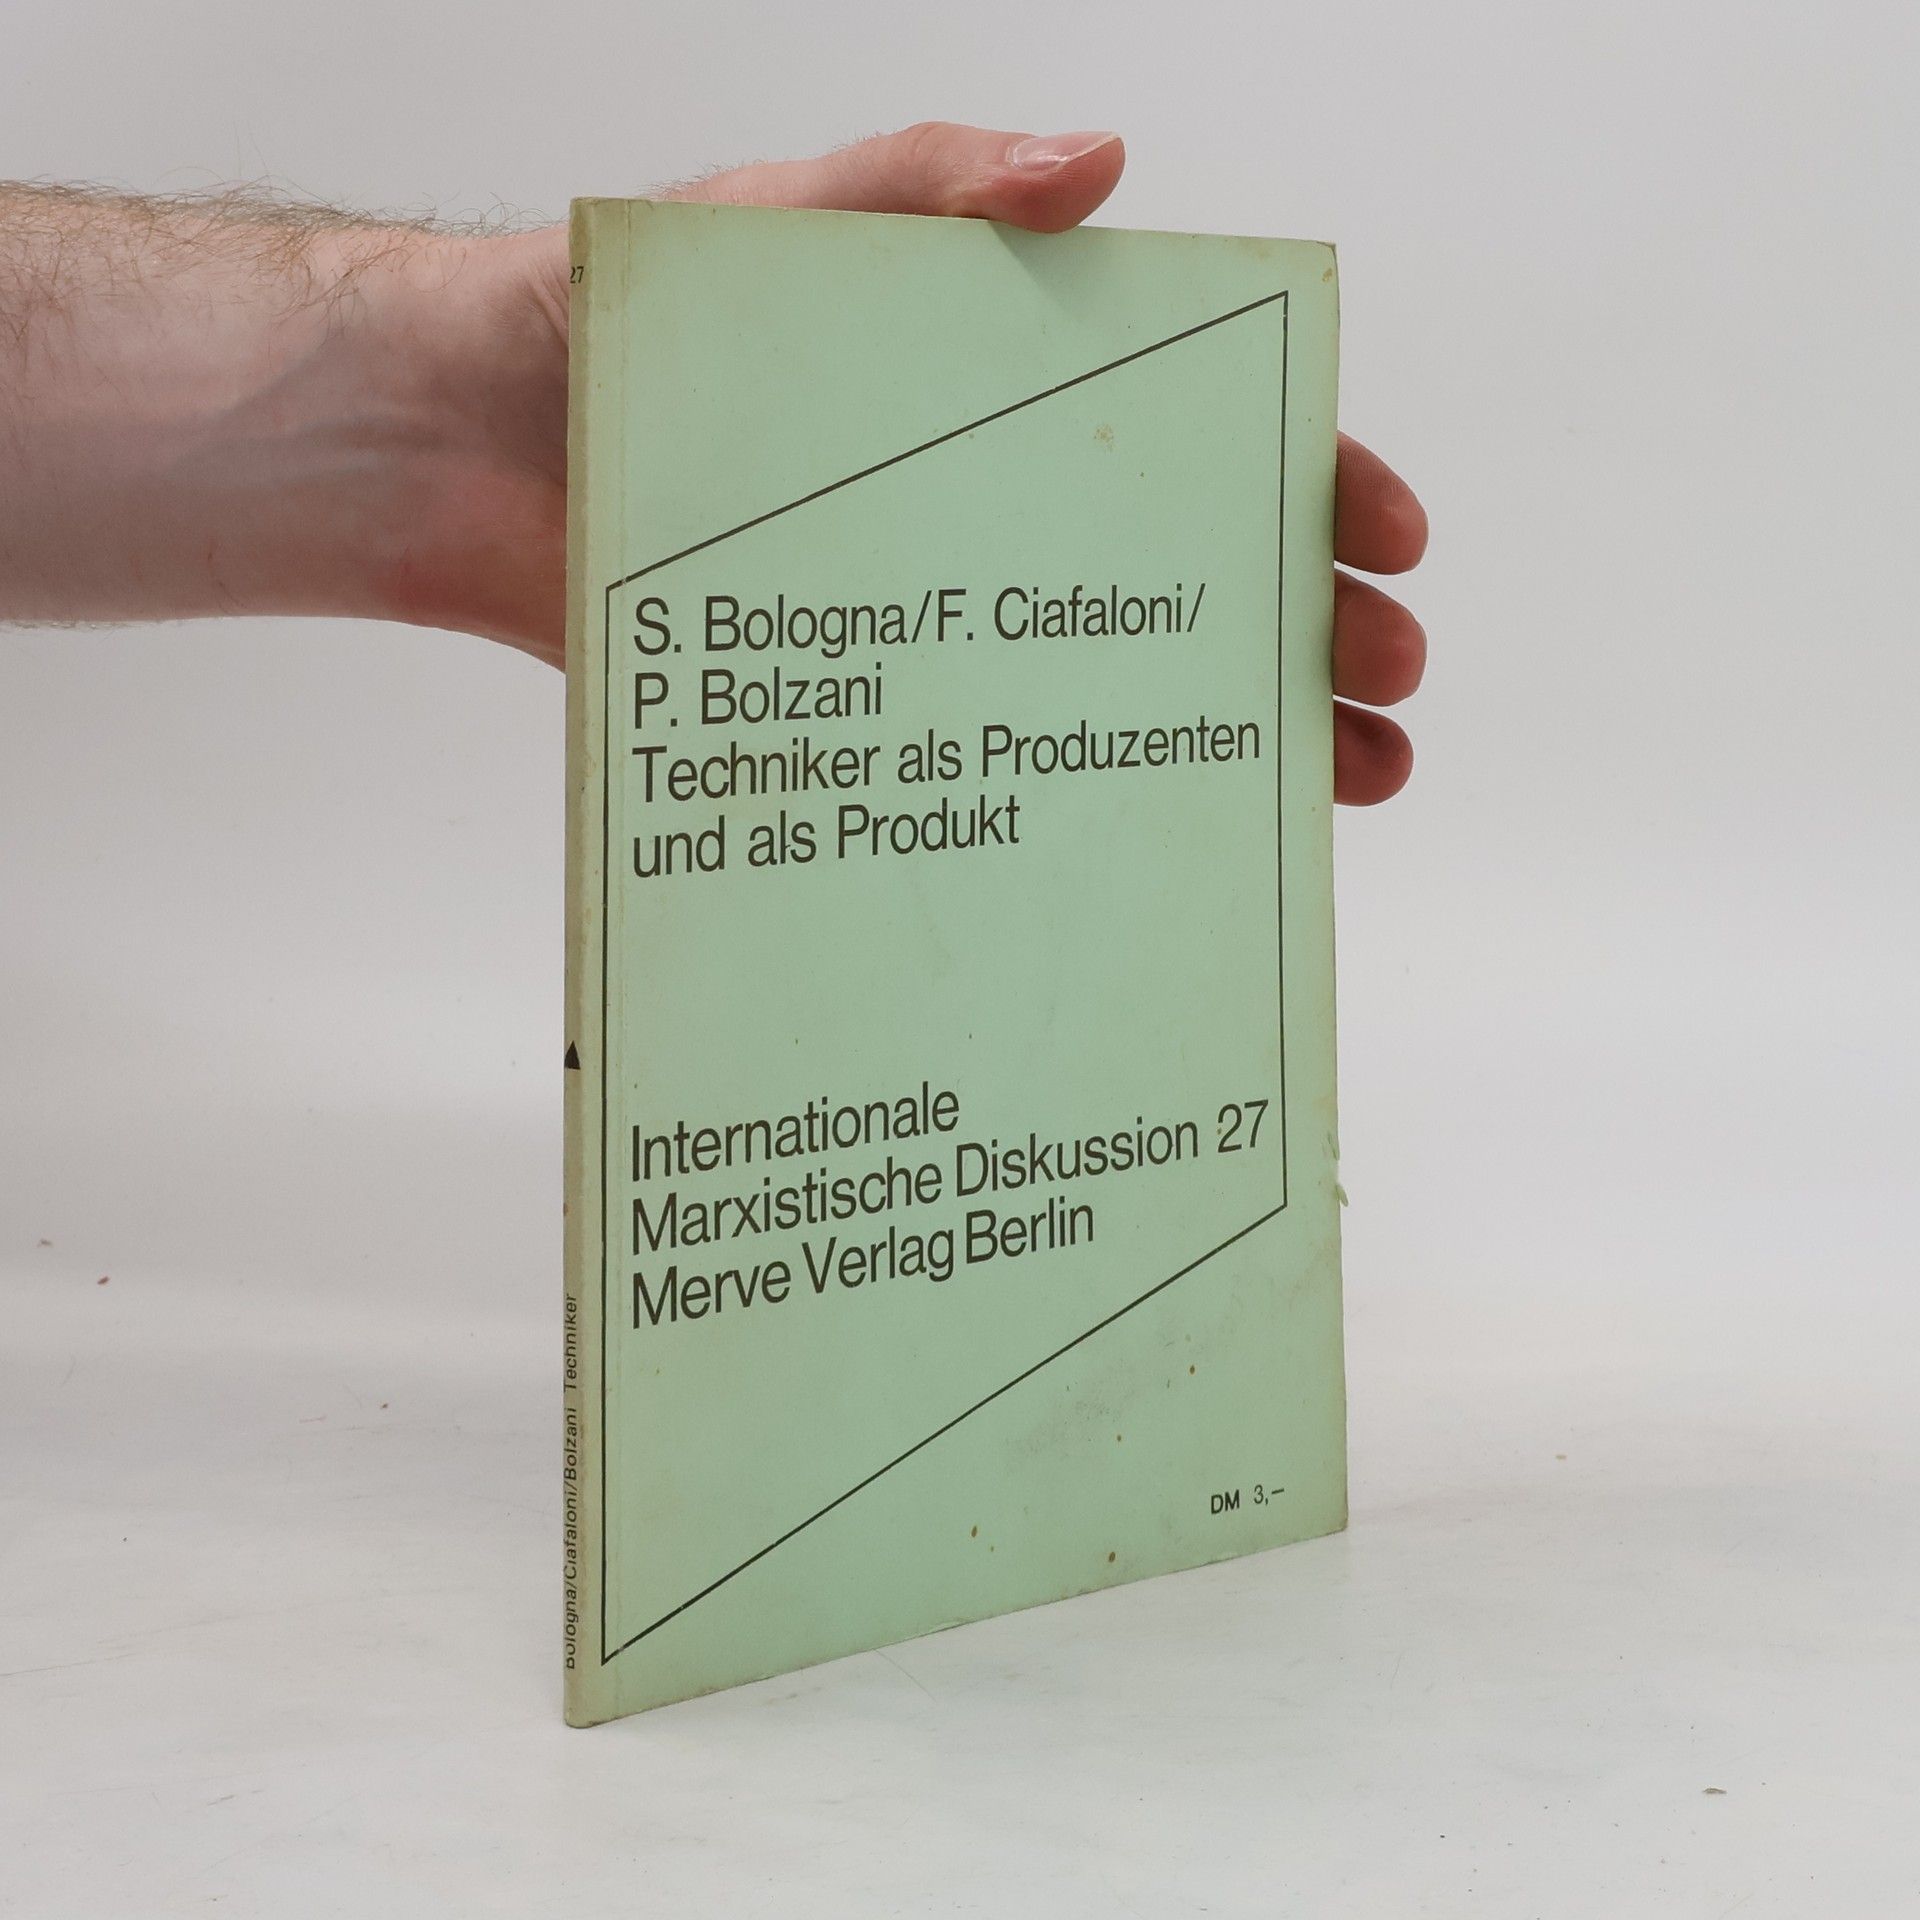 S. Bologna/F. Ciafaloni/
P. Bolzani
Techniker als Produzenten
und als Produkt
Internationale
Marxistische Diskussion 27
Merve Verlag Berlin
DM 3,–
27
Bologna/Ciafaloni/Bolzani Techniker